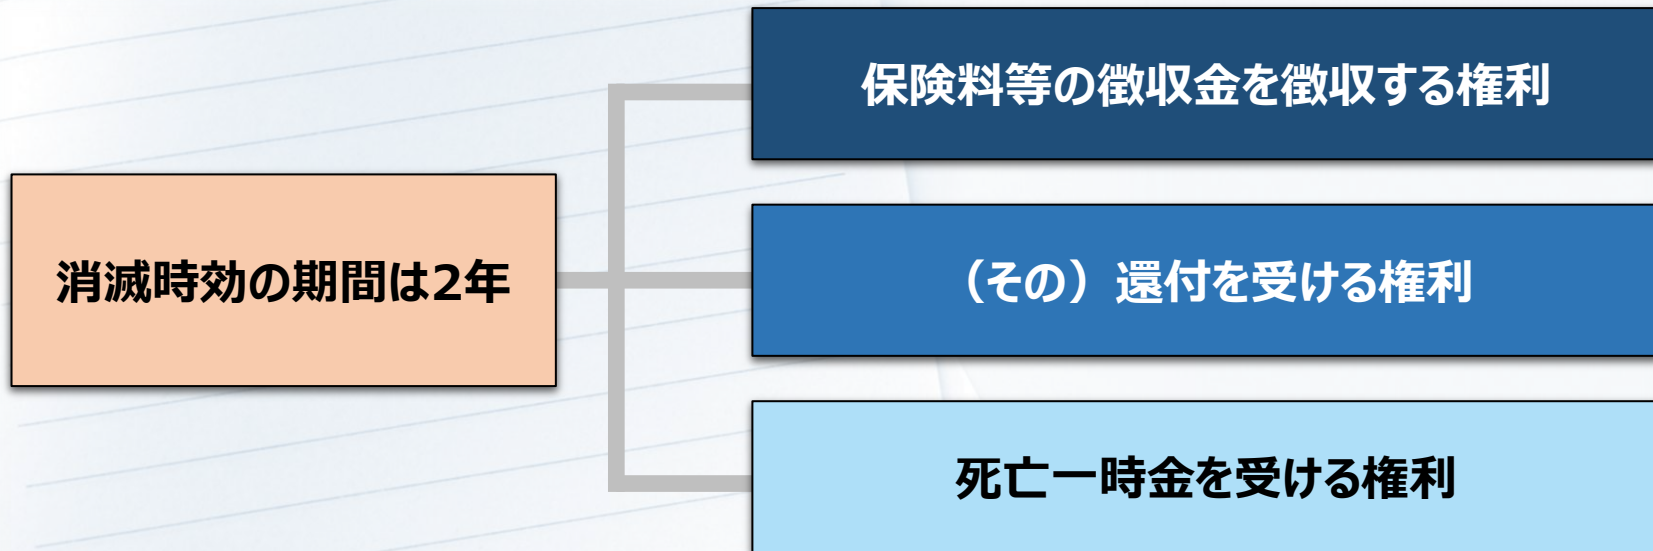 保険料等の徴収金を徴収する権利
消滅時効の期間は2年
（その）還付を受ける権利
死亡一時金を受ける権利